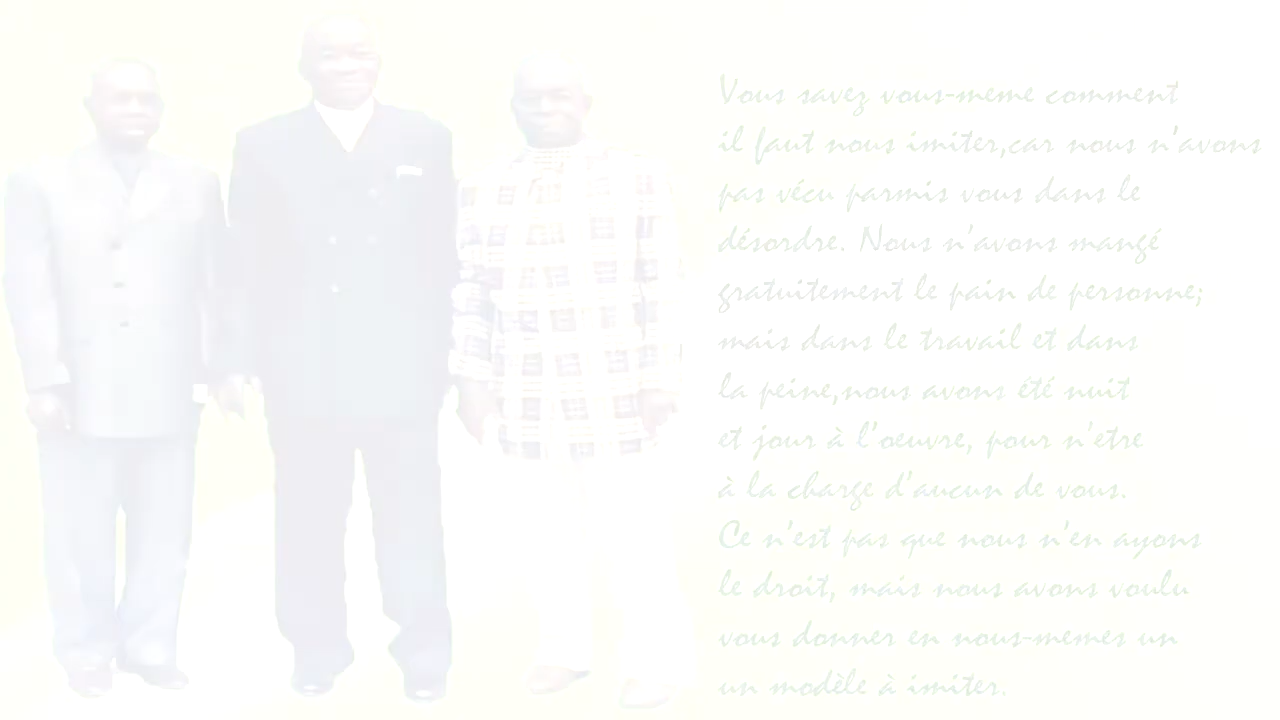 Vous savez vous-meme comment
il faut nous imiter,car nous n'avons
pas vécu parmis vous dans le
désordre. Nous n'avons mangé
gratuitement le pain de personne;
mais dans le travail et dans
la peine,nous avons été nuit
et jour à l'oeuvre, pour n'etre
à la charge d'aucun de vous.
Ce n'est pas que nous n'en ayons
le droit, mais nous avons voulu
vous donner en nous-memes un
un modèle à imiter.